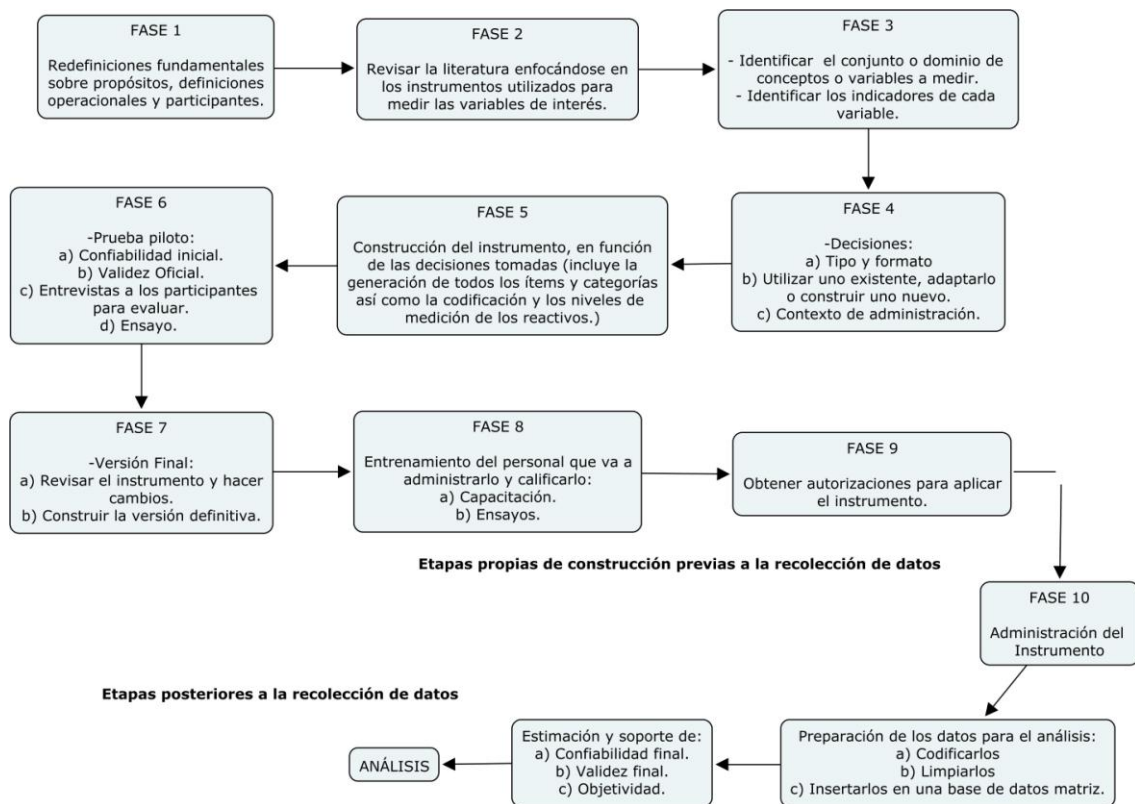 FASE 1
Redefiniciones fundamentales
sobre propósitos, definiciones
operacionales y participantes.
FASE 2
Revisar la literatura enfocándose en
los instrumentos utilizados para
medir las variables de interés.
FASE 3
- Identificar el conjunto o dominio de
conceptos o variables a medir.
- Identificar los indicadores de cada
variable.
FASE 4
-Decisiones:
a) Tipo y formato
b) Utilizar uno existente, adaptarlo
o construir uno nuevo.
c) Contexto de administración.
FASE 5
Construcción del instrumento, en función
de las decisiones tomadas (incluye la
generación de todos los ítems y categorías
así como la codificación y los niveles de
medición de los reactivos.)
FASE 6
-Prueba piloto:
a) Confiabilidad inicial.
b) Validez Oficial.
c) Entrevistas a los participantes
para evaluar.
d) Ensayo.
FASE 7
-Versión Final:
a) Revisar el instrumento y hacer
cambios.
b) Construir la versión definitiva.
FASE 8
Entrenamiento del personal que va a
administrarlo y calificarlo:
a) Capacitación.
b) Ensayos.
FASE 9
Obtener autorizaciones para aplicar
el instrumento.
Etapas propias de construcción previas a la recolección de datos
FASE 10
Administración del
Instrumento
Etapas posteriores a la recolección de datos
Preparación de los datos para el análisis:
a) Codificarlos
b) Limpiarlos
c) Insertarlos en una base de datos matriz.
Estimación y soporte de:
a) Confiabilidad final.
b) Validez final.
c) Objetividad.
ANÁLISIS